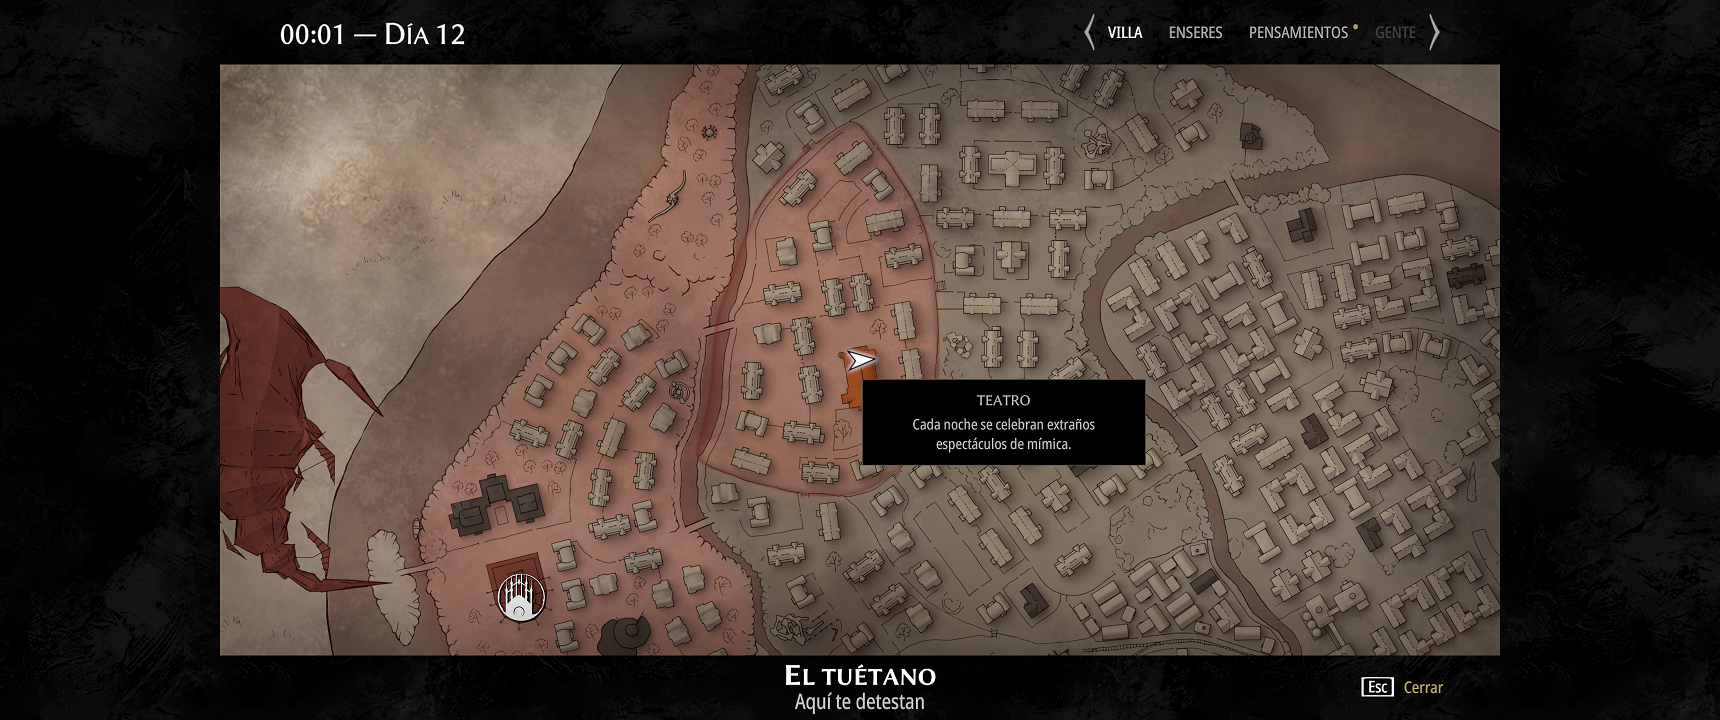 00:01 — Día 12
VILLA ENSERES PENSAMIENTOS GENTE
TEATRO
Cada noche se celebran extraños
espectáculos de mímica.
El tuétano
Aquí te detestan
Esc Cerrar